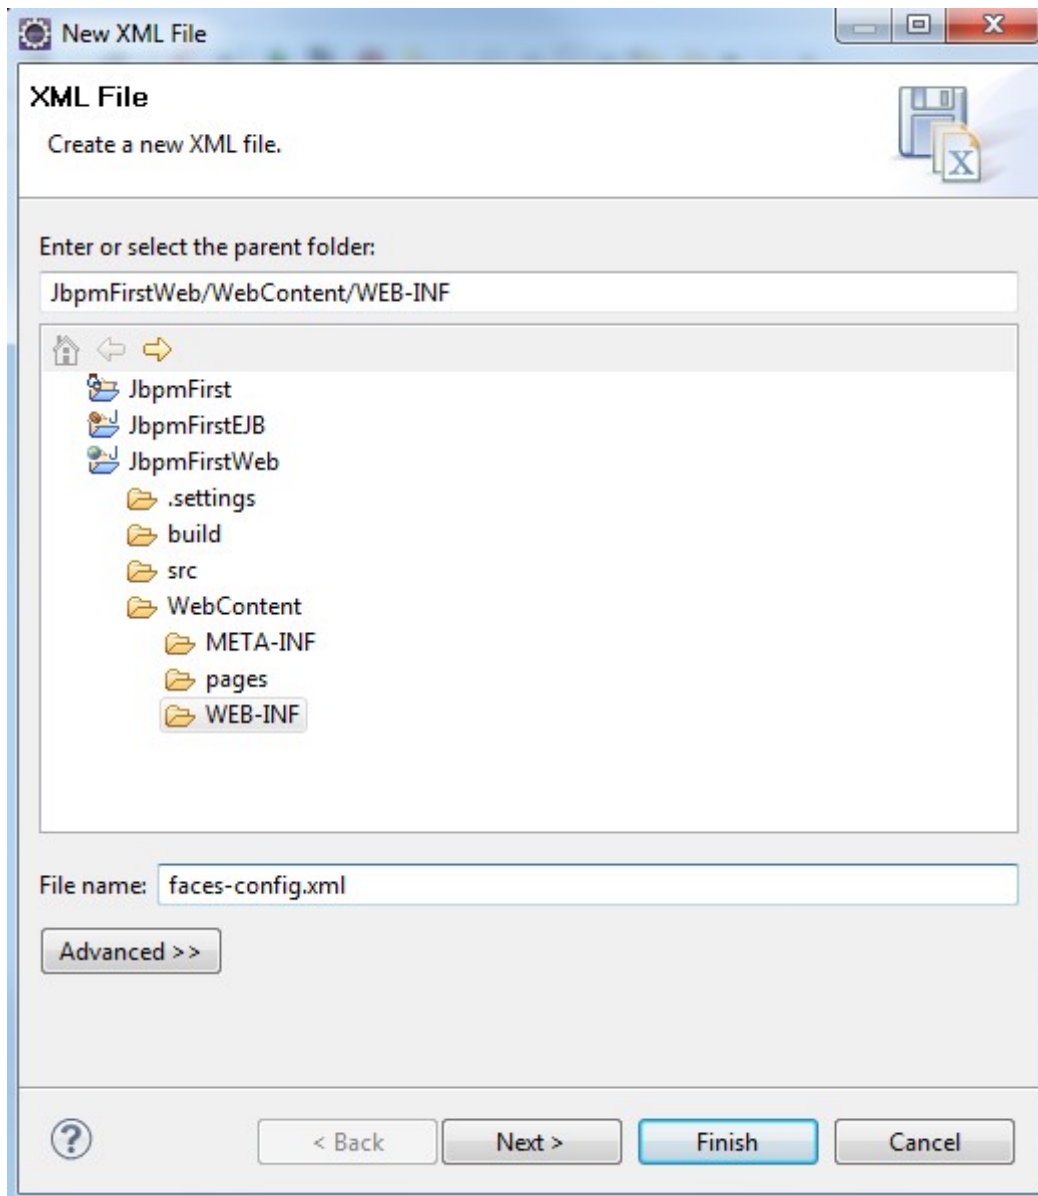 New XML File
XML File
Create a new XML file.
Enter or select the parent folder:
JbpmFirstWeb/WebContent/WEB-INF
JbpmFirst
JbpmFirstEJB
JbpmFirstWeb
.settings
build
src
WebContent
META-INF
pages
WEB-INF
File name: faces-config.xml
Advanced >>
< Back Next > Finish Cancel